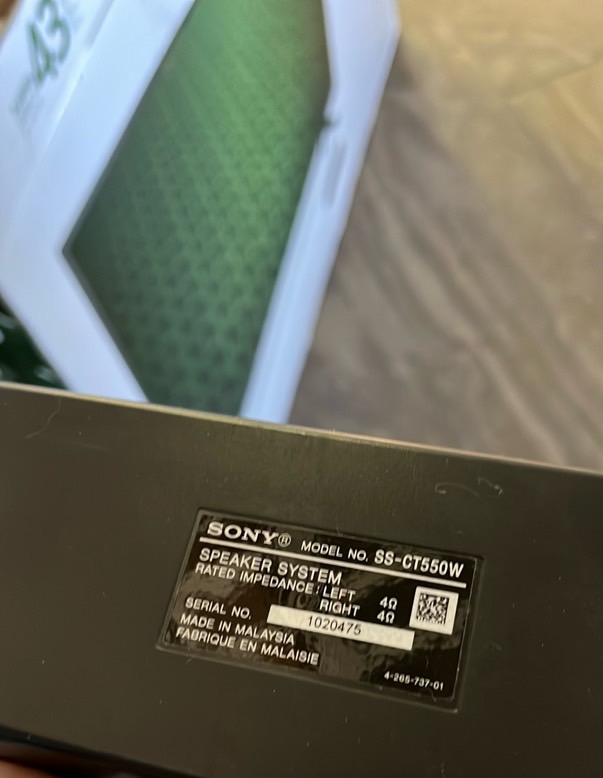 43
SONY® MODEL NO. SS-CT550W
SPEAKER SYSTEM
RATED IMPEDANCE: LEFT 4Ω
RIGHT 4Ω
SERIAL NO. 1020475
MADE IN MALAYSIA
FABRIQUE EN MALAISIE
4-265-737-01